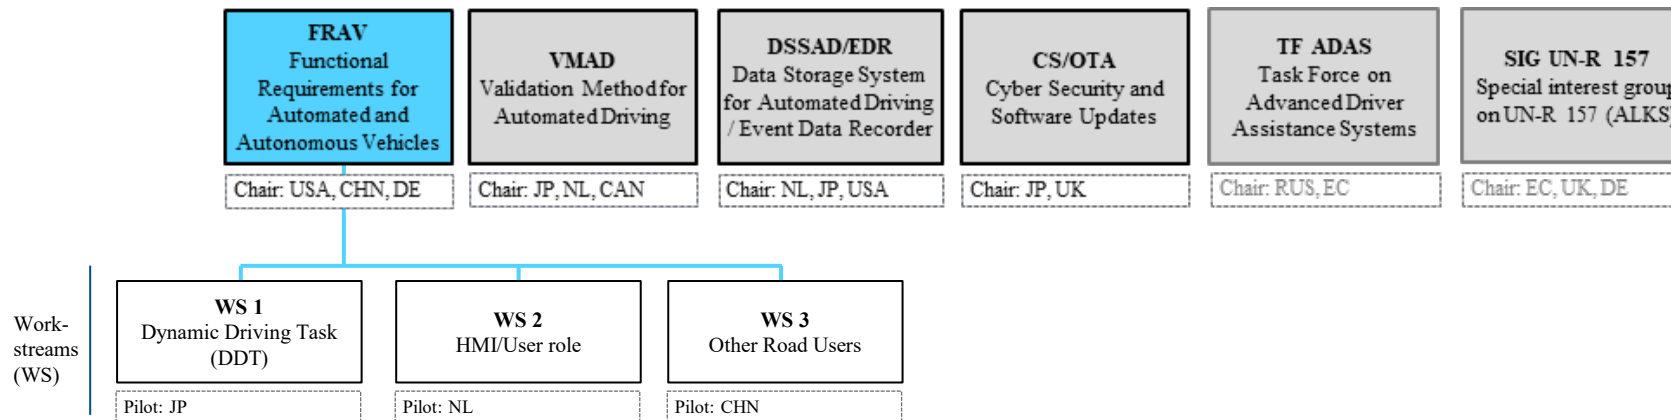 FRAV
Functional
Requirements for
Automated and
Autonomous Vehicles
Chair: USA, CHN, DE
VMAD
Validation Method for
Automated Driving
Chair: JP, NL, CAN
DSSAD/EDR
Data Storage System
for Automated Driving
/ Event Data Recorder
Chair: NL, JP, USA
CS/OTA
Cyber Security and
Software Updates
Chair: JP, UK
TF ADAS
Task Force on
Advanced Driver
Assistance Systems
Chair: RUS, EC
SIG UN-R 157
Special interest group
on UN-R 157 (ALKS)
Chair: EC, UK, DE
Work-
streams
(WS)
WS 1
Dynamic Driving Task
(DDT)
Pilot: JP
WS 2
HMI/User role
Pilot: NL
WS 3
Other Road Users
Pilot: CHN